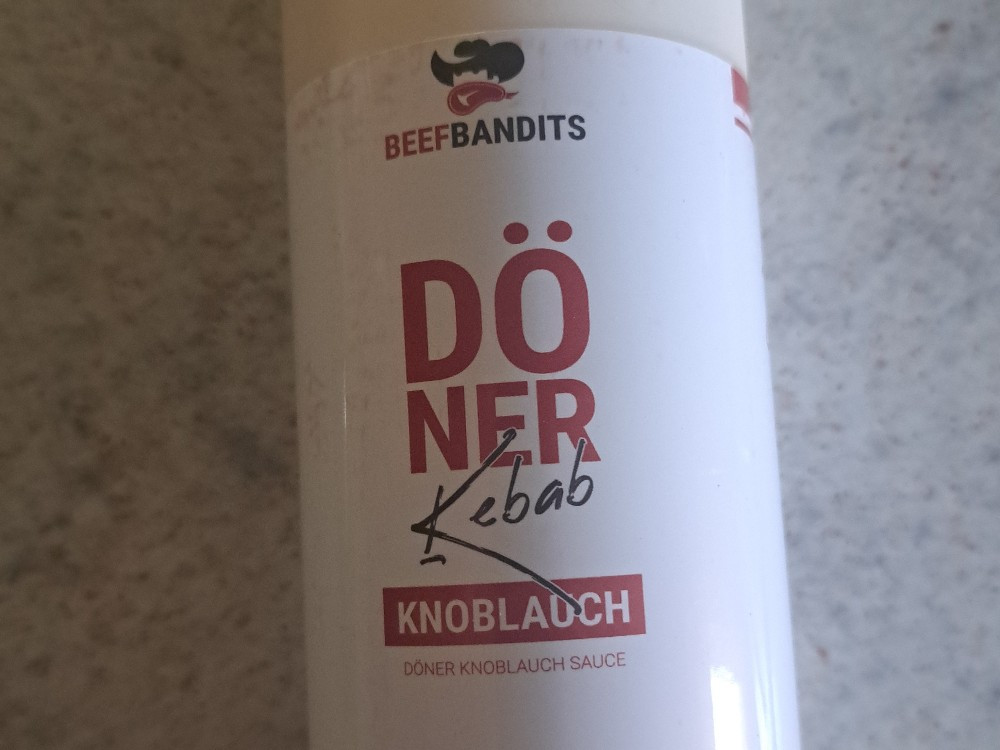 BEEFBANDITS
DÖ
NER
Kebab
KNOBLAUCH
DÖNER KNOBLAUCH SAUCE